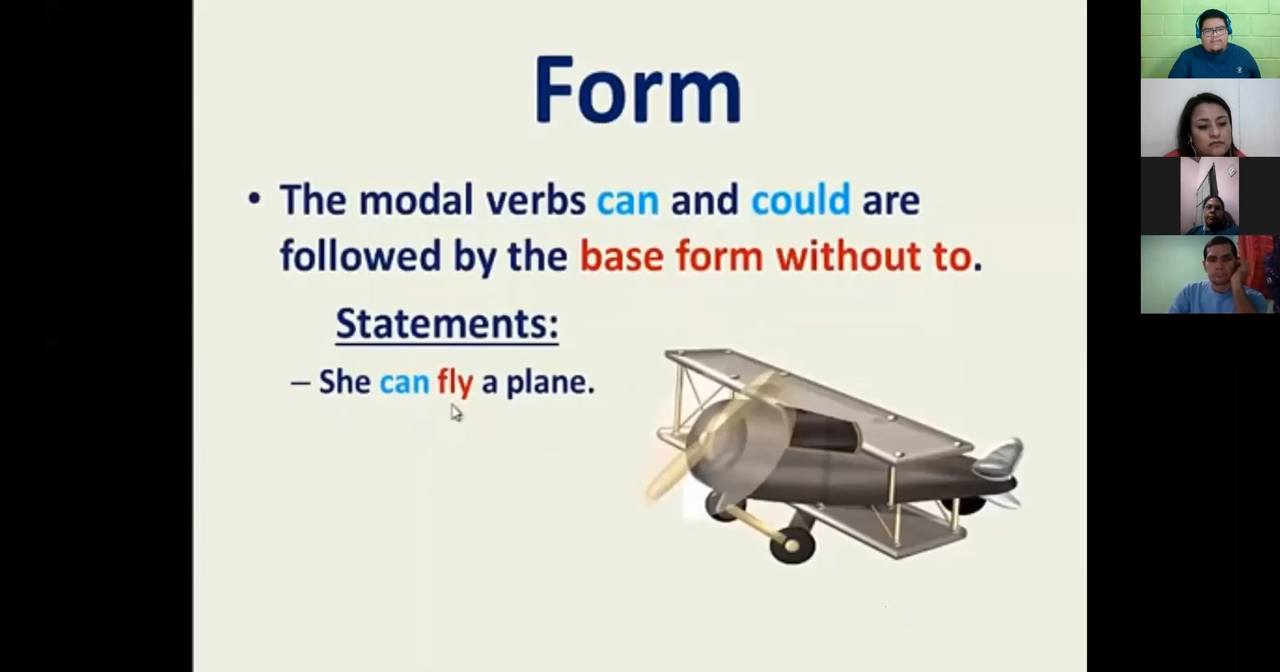 Form
• The modal verbs can and could are
followed by the base form without to.
Statements:
– She can fly a plane.